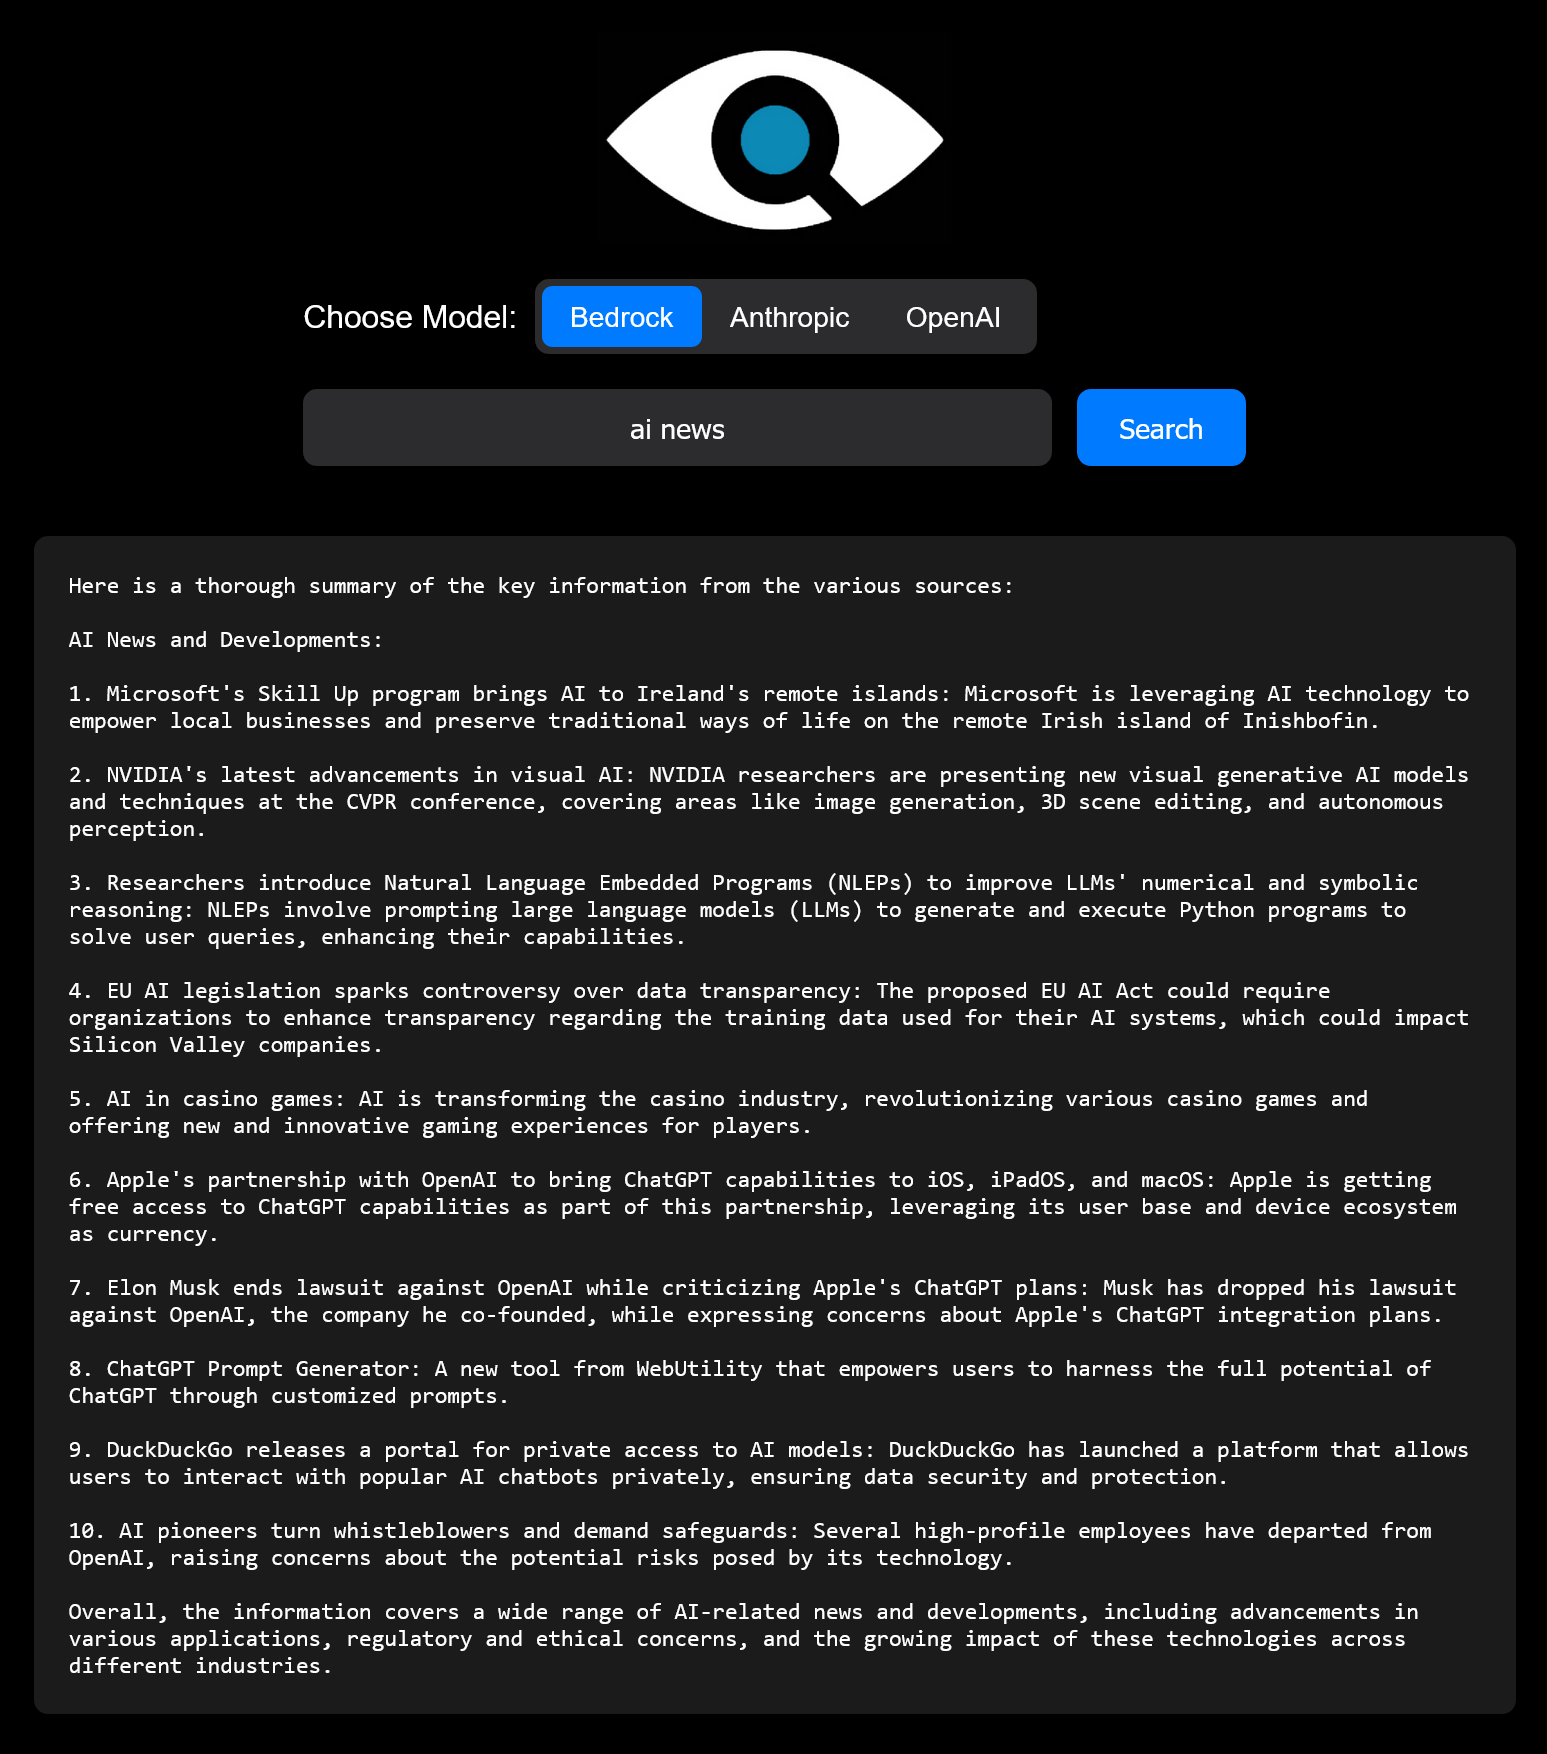 Choose Model: Bedrock Anthropic OpenAI
ai news Search
Here is a thorough summary of the key information from the various sources:
AI News and Developments:
1. Microsoft's Skill Up program brings AI to Ireland's remote islands: Microsoft is leveraging AI technology to
empower local businesses and preserve traditional ways of life on the remote Irish island of Inishbofin.
2. NVIDIA's latest advancements in visual AI: NVIDIA researchers are presenting new visual generative AI models
and techniques at the CVPR conference, covering areas like image generation, 3D scene editing, and autonomous
perception.
3. Researchers introduce Natural Language Embedded Programs (NLEPs) to improve LLMs' numerical and symbolic
reasoning: NLEPs involve prompting large language models (LLMs) to generate and execute Python programs to
solve user queries, enhancing their capabilities.
4. EU AI legislation sparks controversy over data transparency: The proposed EU AI Act could require
organizations to enhance transparency regarding the training data used for their AI systems, which could impact
Silicon Valley companies.
5. AI in casino games: AI is transforming the casino industry, revolutionizing various casino games and
offering new and innovative gaming experiences for players.
6. Apple's partnership with OpenAI to bring ChatGPT capabilities to iOS, iPadOS, and macOS: Apple is getting
free access to ChatGPT capabilities as part of this partnership, leveraging its user base and device ecosystem
as currency.
7. Elon Musk ends lawsuit against OpenAI while criticizing Apple's ChatGPT plans: Musk has dropped his lawsuit
against OpenAI, the company he co-founded, while expressing concerns about Apple's ChatGPT integration plans.
8. ChatGPT Prompt Generator: A new tool from WebUtility that empowers users to harness the full potential of
ChatGPT through customized prompts.
9. DuckDuckGo releases a portal for private access to AI models: DuckDuckGo has launched a platform that allows
users to interact with popular AI chatbots privately, ensuring data security and protection.
10. AI pioneers turn whistleblowers and demand safeguards: Several high-profile employees have departed from
OpenAI, raising concerns about the potential risks posed by its technology.
Overall, the information covers a wide range of AI-related news and developments, including advancements in
various applications, regulatory and ethical concerns, and the growing impact of these technologies across
different industries.